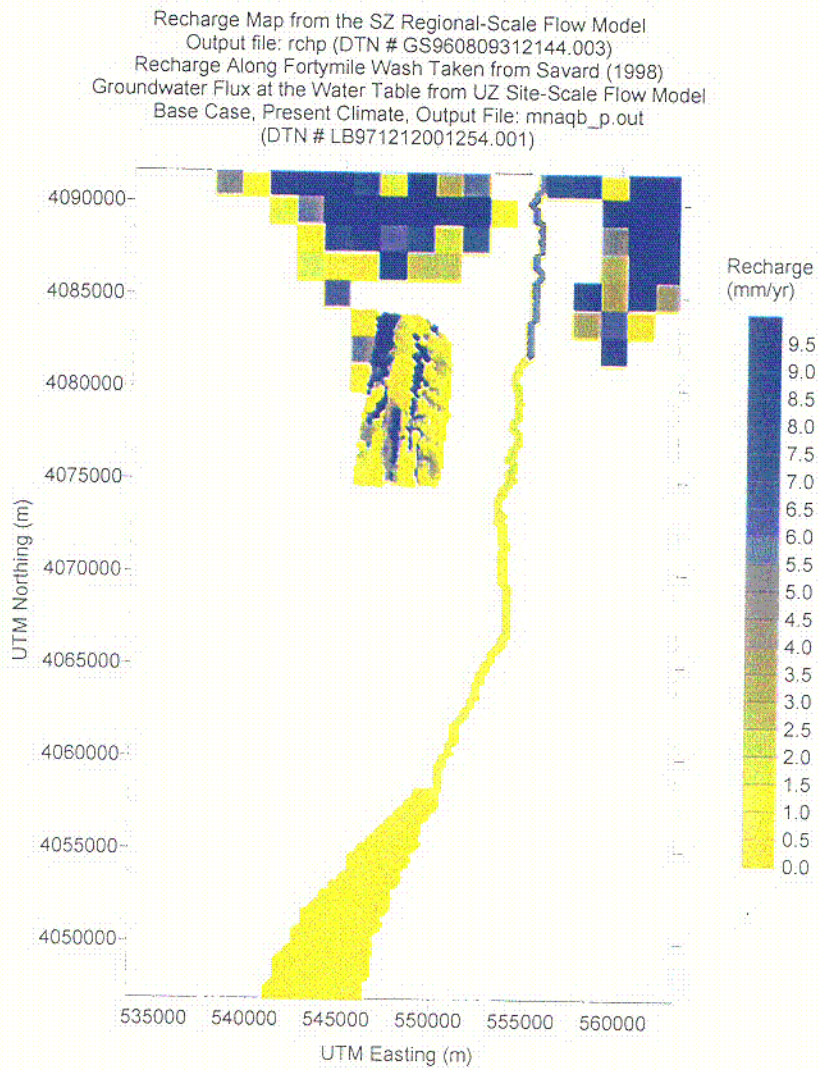 Recharge Map from the SZ Regional-Scale Flow Model
Output file: rchp (DTN # GS960809312144.003)
Recharge Along Fortymile Wash Taken from Savard (1998)
Groundwater Flux at the Water Table from UZ Site-Scale Flow Model
Base Case, Present Climate, Output File: mnaqb_p.out
(DTN # LB971212001254.001)
4090000
4085000
4080000
4075000
4070000
4065000
4060000
4055000
4050000
UTM Northing (m)
535000 540000 545000 550000 555000 560000
UTM Easting (m)
Recharge
(mm/yr)
9.5
9.0
8.5
8.0
7.5
7.0
6.5
6.0
5.5
5.0
4.5
4.0
3.5
3.0
2.5
2.0
1.5
1.0
0.5
0.0